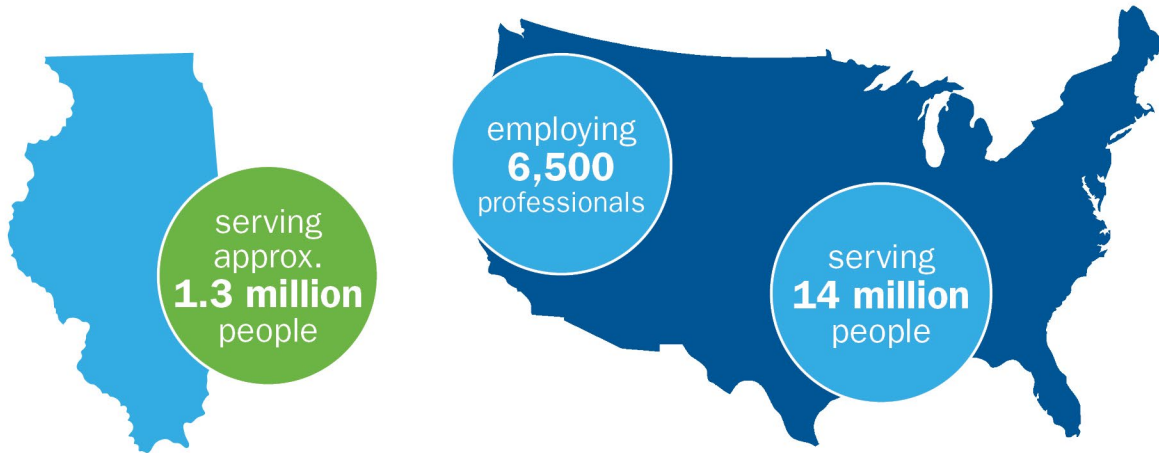 serving
approx.
1.3 million
people
employing
6,500
professionals
serving
14 million
people